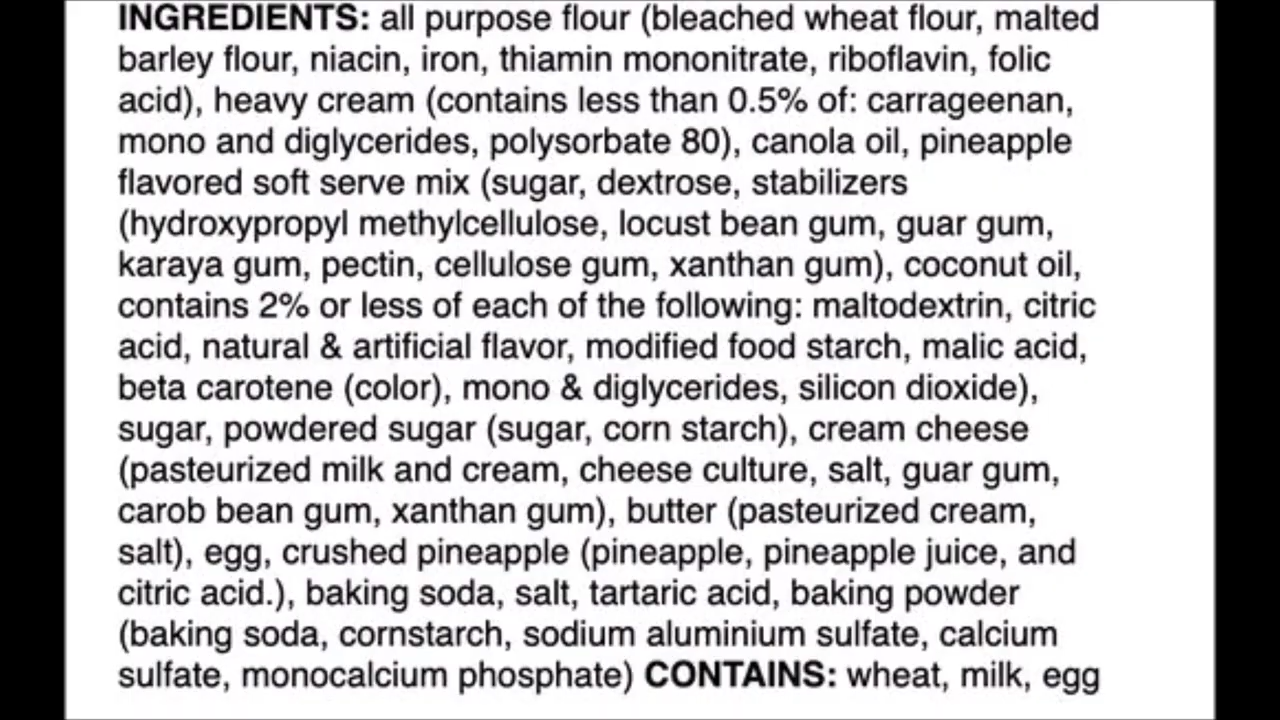 INGREDIENTS: all purpose flour (bleached wheat flour, malted
barley flour, niacin, iron, thiamin mononitrate, riboflavin, folic
acid), heavy cream (contains less than 0.5% of: carrageenan,
mono and diglycerides, polysorbate 80), canola oil, pineapple
flavored soft serve mix (sugar, dextrose, stabilizers
(hydroxypropyl methylcellulose, locust bean gum, guar gum,
karaya gum, pectin, cellulose gum, xanthan gum), coconut oil,
contains 2% or less of each of the following: maltodextrin, citric
acid, natural & artificial flavor, modified food starch, malic acid,
beta carotene (color), mono & diglycerides, silicon dioxide),
sugar, powdered sugar (sugar, corn starch), cream cheese
(pasteurized milk and cream, cheese culture, salt, guar gum,
carob bean gum, xanthan gum), butter (pasteurized cream,
salt), egg, crushed pineapple (pineapple, pineapple juice, and
citric acid.), baking soda, salt, tartaric acid, baking powder
(baking soda, cornstarch, sodium aluminium sulfate, calcium
sulfate, monocalcium phosphate) CONTAINS: wheat, milk, egg